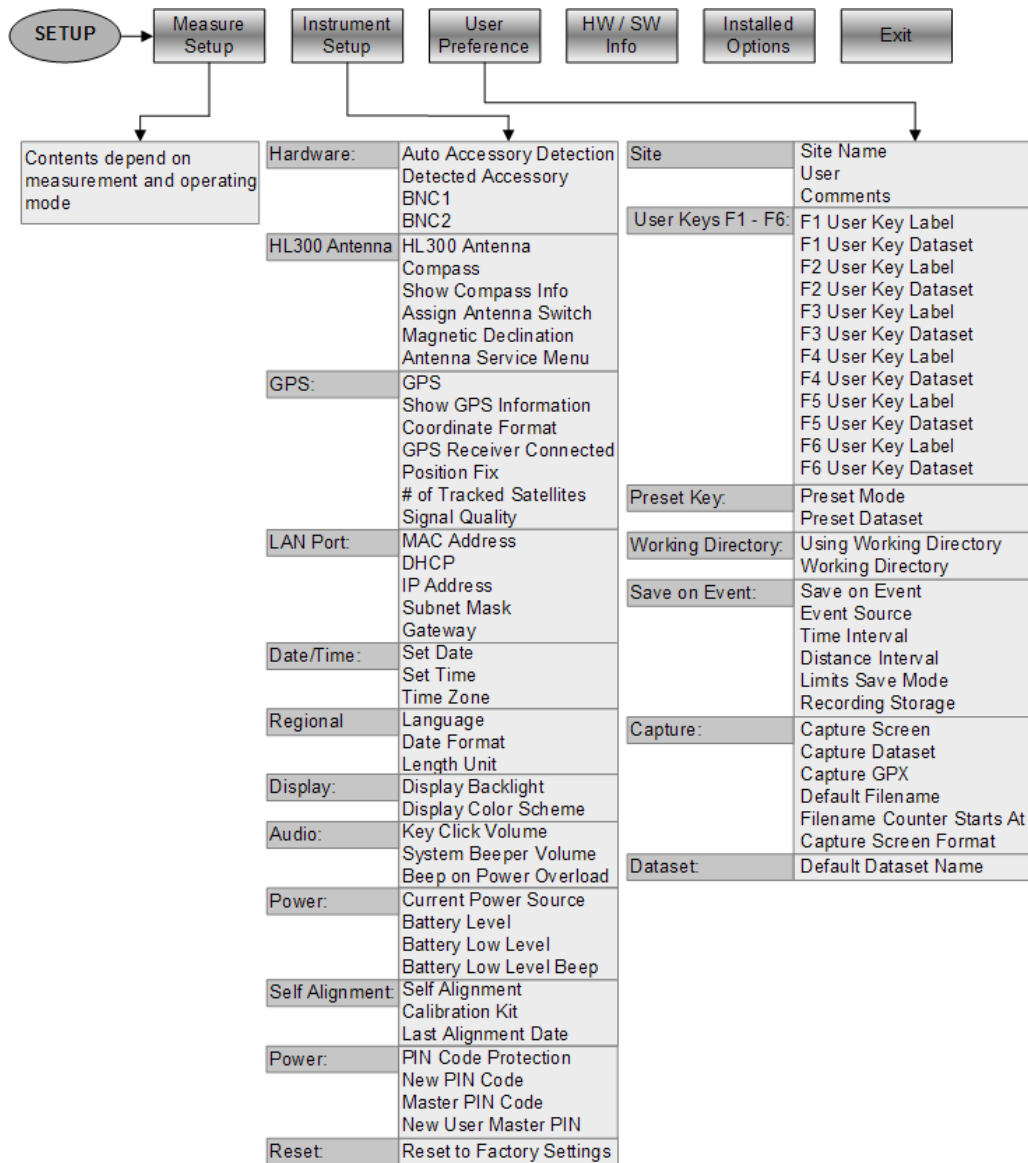 SETUP
Measure
Setup
Instrument
Setup
User
Preference
HW / SW
Info
Installed
Options
Exit
Contents depend on
measurement and operating
mode
Hardware:
Auto Accessory Detection
Detected Accessory
BNC1
BNC2
HL300 Antenna
HL300 Antenna
Compass
Show Compass Info
Assign Antenna Switch
Magnetic Declination
Antenna Service Menu
GPS:
GPS
Show GPS Information
Coordinate Format
GPS Receiver Connected
Position Fix
# of Tracked Satellites
Signal Quality
LAN Port:
MAC Address
DHCP
IP Address
Subnet Mask
Gateway
Date/Time:
Set Date
Set Time
Time Zone
Regional
Language
Date Format
Length Unit
Display:
Display Backlight
Display Color Scheme
Audio:
Key Click Volume
System Beeper Volume
Beep on Power Overload
Power:
Current Power Source
Battery Level
Battery Low Level
Battery Low Level Beep
Self Alignment:
Self Alignment
Calibration Kit
Last Alignment Date
Power:
PIN Code Protection
New PIN Code
Master PIN Code
New User Master PIN
Reset:
Reset to Factory Settings
Site
Site Name
User
Comments
User Keys F1 - F6:
F1 User Key Label
F1 User Key Dataset
F2 User Key Label
F2 User Key Dataset
F3 User Key Label
F3 User Key Dataset
F4 User Key Label
F4 User Key Dataset
F5 User Key Label
F5 User Key Dataset
F6 User Key Label
F6 User Key Dataset
Preset Key:
Preset Mode
Preset Dataset
Working Directory:
Using Working Directory
Working Directory
Save on Event:
Save on Event
Event Source
Time Interval
Distance Interval
Limits Save Mode
Recording Storage
Capture:
Capture Screen
Capture Dataset
Capture GPX
Default Filename
Filename Counter Starts At
Capture Screen Format
Dataset:
Default Dataset Name